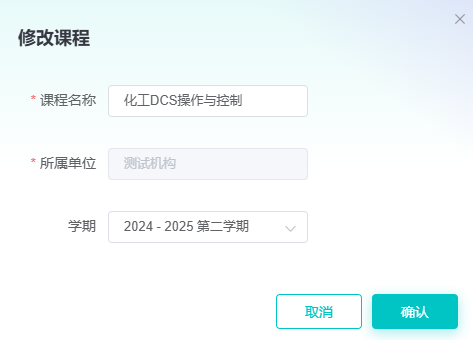 修改课程
* 课程名称 化工DCS操作与控制
* 所属单位 测试机构
学期 2024 - 2025 第二学期
取消 确认